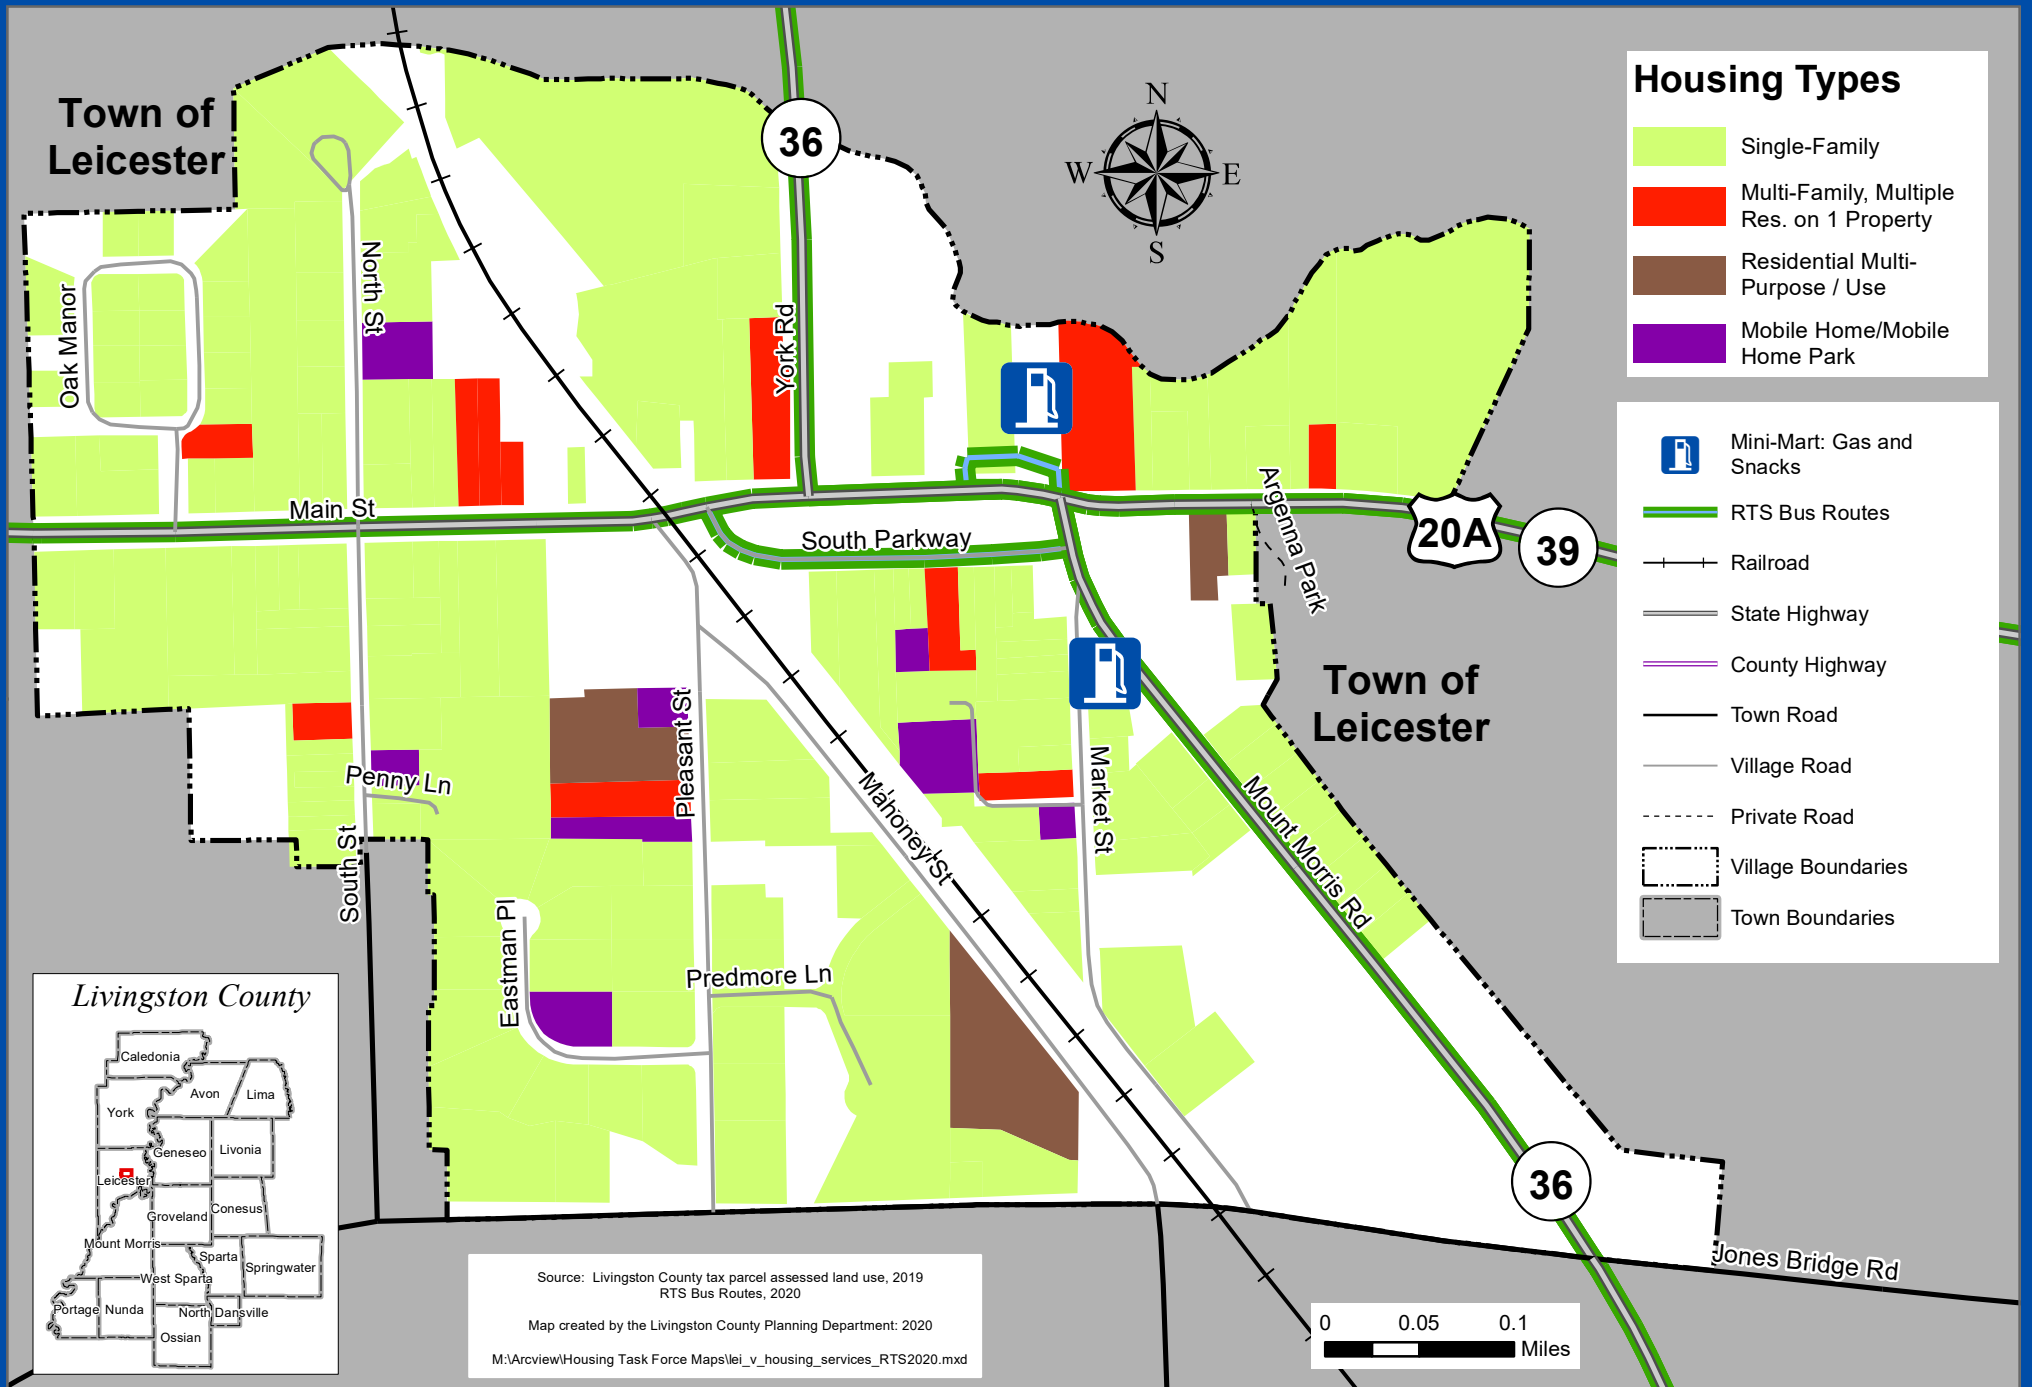 Town of
Leicester
36
N
W
E
S
Housing Types
Single-Family
Multi-Family, Multiple
Res. on 1 Property
Residential Multi-
Purpose / Use
Mobile Home/Mobile
Home Park
Oak Manor
North St
York Rd
Main St
South Parkway
Argenna Park
20A
39
Mini-Mart: Gas and
Snacks
RTS Bus Routes
Railroad
State Highway
County Highway
Town Road
Village Road
Private Road
Village Boundaries
Town Boundaries
Town of
Leicester
Penny Ln
South St
Pleasant St
Mahoney St
Market St
Mount Morris Rd
Eastman Pl
Predmore Ln
36
Jones Bridge Rd
Livingston County
Caledonia
Avon
Lima
York
Geneseo
Livonia
Leicester
Groveland
Conesus
Mount Morris
Sparta
West Sparta
Springwater
Portage
Nunda
North Dansville
Ossian
Source:  Livingston County tax parcel assessed land use, 2019
RTS Bus Routes, 2020
Map created by the Livingston County Planning Department: 2020
M:\Arcview\Housing Task Force Maps\lei_v_housing_services_RTS2020.mxd
0 0.05 0.1
Miles